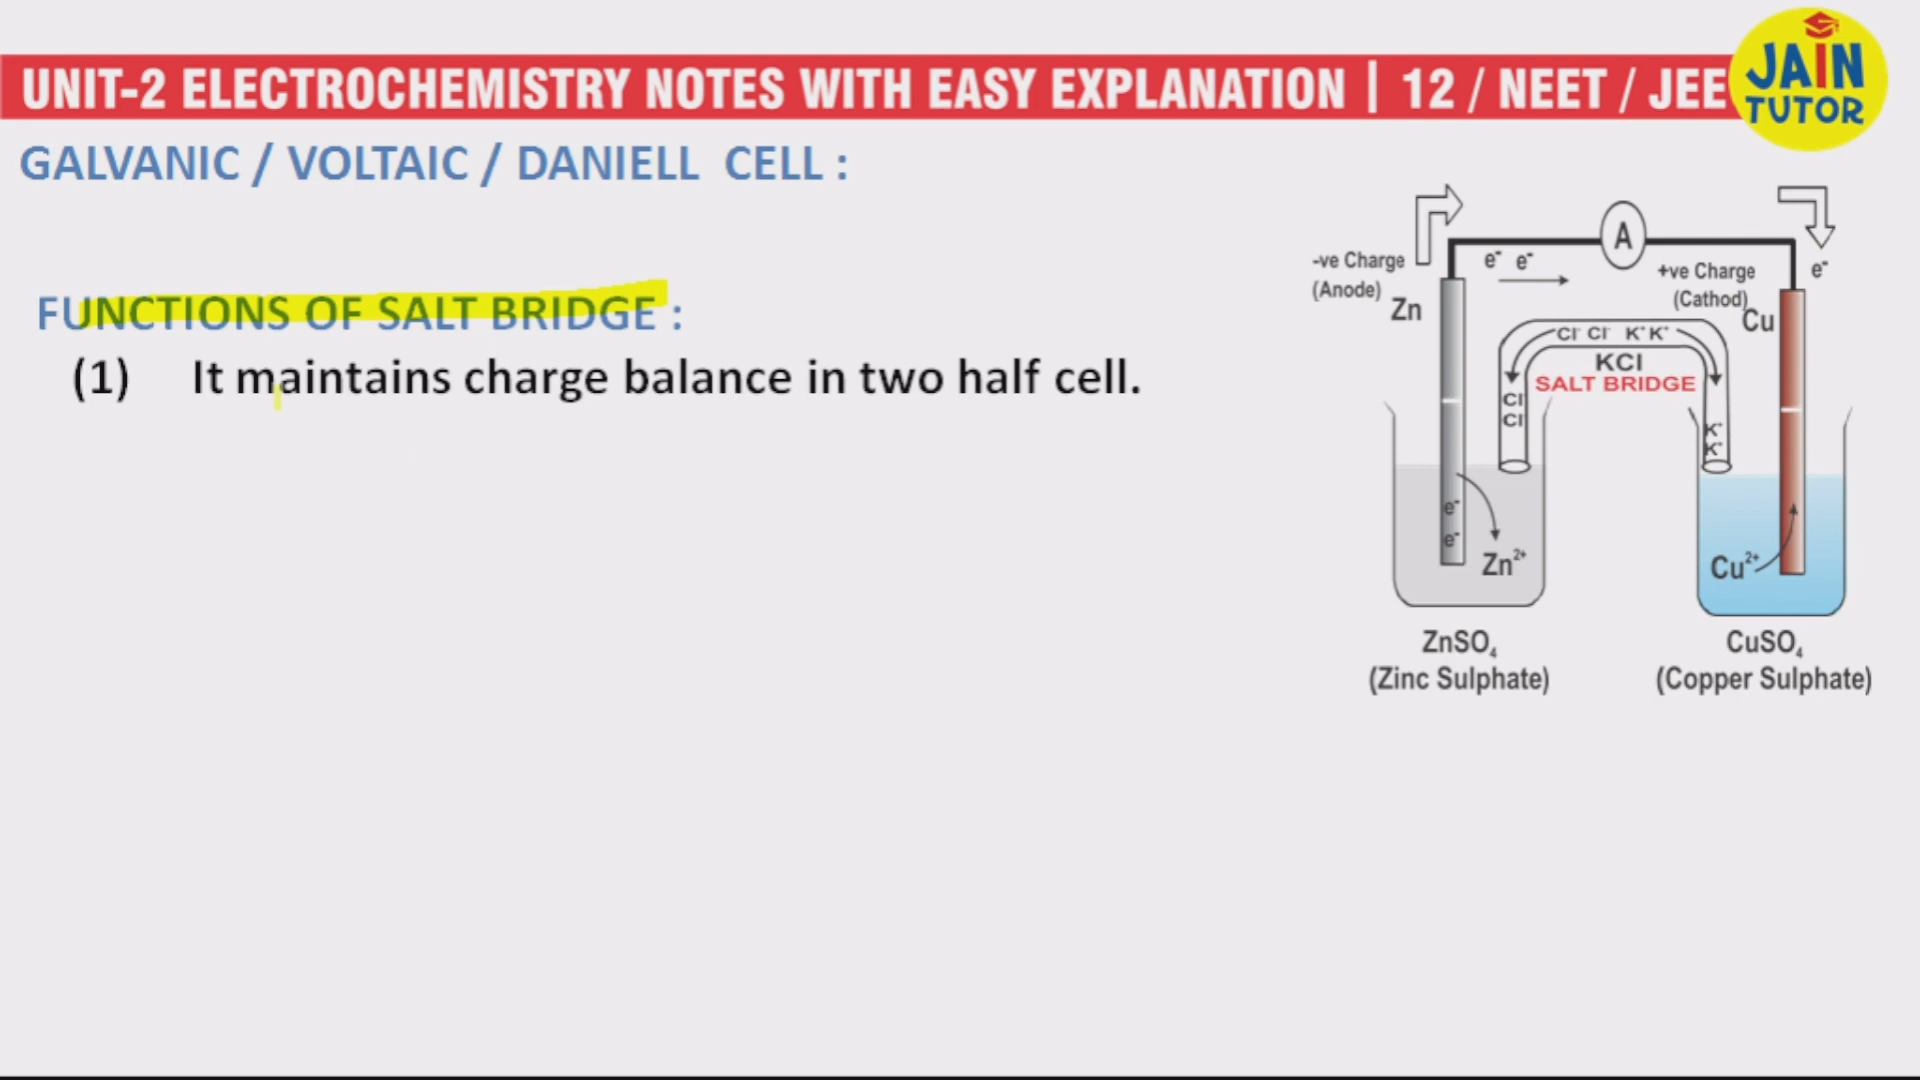 UNIT-2 ELECTROCHEMISTRY NOTES WITH EASY EXPLANATION | 12 / NEET / JEE
JAIN
TUTOR
GALVANIC / VOLTAIC / DANIELL CELL :
FUNCTIONS OF SALT BRIDGE :
(1) It maintains charge balance in two half cell.
A
-ve Charge
(Anode)
Zn
e⁻ e⁻
+ve Charge
(Cathod)
Cu
e⁻
Cl⁻ Cl⁻ K⁺ K⁺
KCl
SALT BRIDGE
Cl
Cl
K⁺
K⁺
e⁻
e⁻
Zn²⁺
Cu²⁺
ZnSO₄
(Zinc Sulphate)
CuSO₄
(Copper Sulphate)